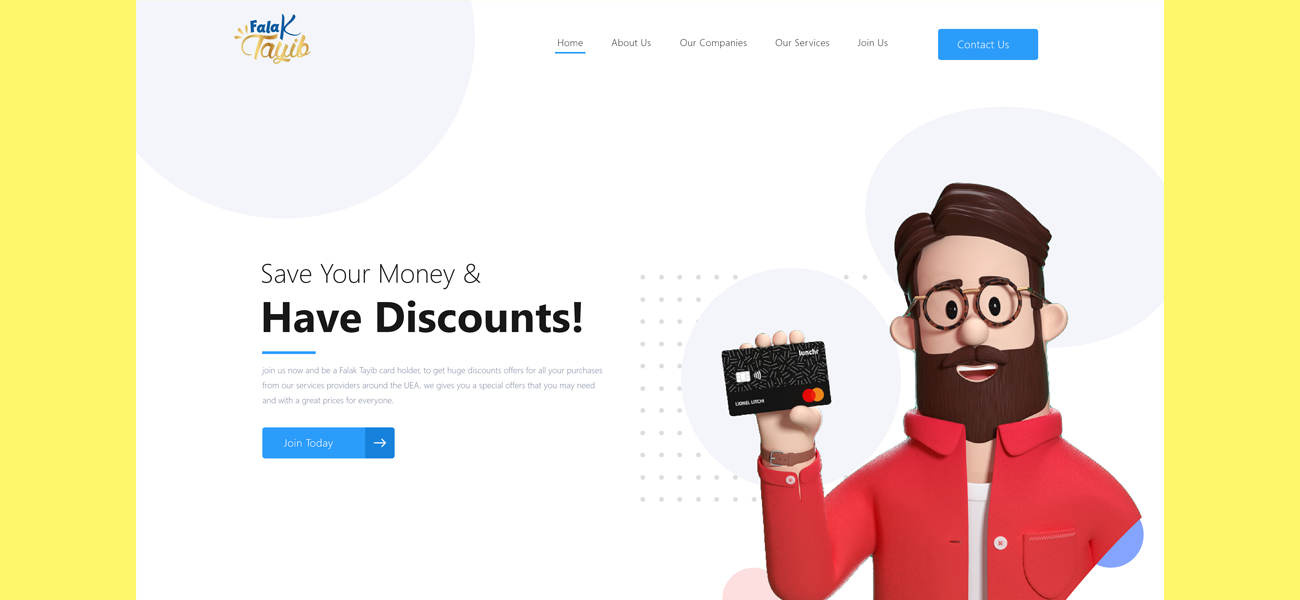 Falak
Tayib
Home
About Us
Our Companies
Our Services
Join Us
Contact Us
Save Your Money &
Have Discounts!
join us now and be a Falak Tayib card holder, to get huge discounts offers for all your purchases
from our services providers around the UEA, we gives you a special offers that you may need
and with a great prices for everyone.
Join Today
lunchr
LIONEL LUTCHI